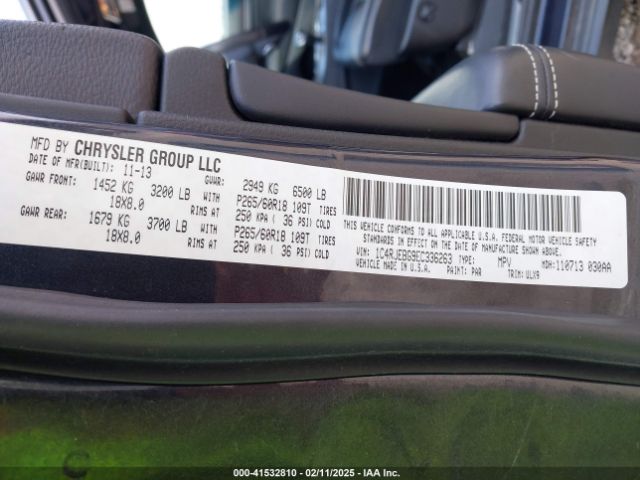 MFD BY CHRYSLER GROUP LLC
DATE OF MFR(BUILT): 11-13 GVWR: 2949 KG 6500 LB
GAWR FRONT: 1452 KG 3200 LB WITH P265/60R18 109T TIRES
18X8.0 RIMS AT 250 KPA ( 36 PSI) COLD
GAWR REAR: 1679 KG 3700 LB WITH P265/60R18 109T TIRES
18X8.0 RIMS AT 250 KPA ( 36 PSI) COLD
THIS VEHICLE CONFORMS TO ALL APPLICABLE U.S.A. FEDERAL MOTOR VEHICLE SAFETY
STANDARDS IN EFFECT ON THE DATE OF MANUFACTURE SHOWN ABOVE.
VIN: 1C4RJEBG9EC336263 TYPE: MPV MDH:110713 030AA
VEHICLE MADE IN U.S.A. PAINT: PAR TRIM: ULX9
00-41532810 - 02/11/2025 - IAA Inc.